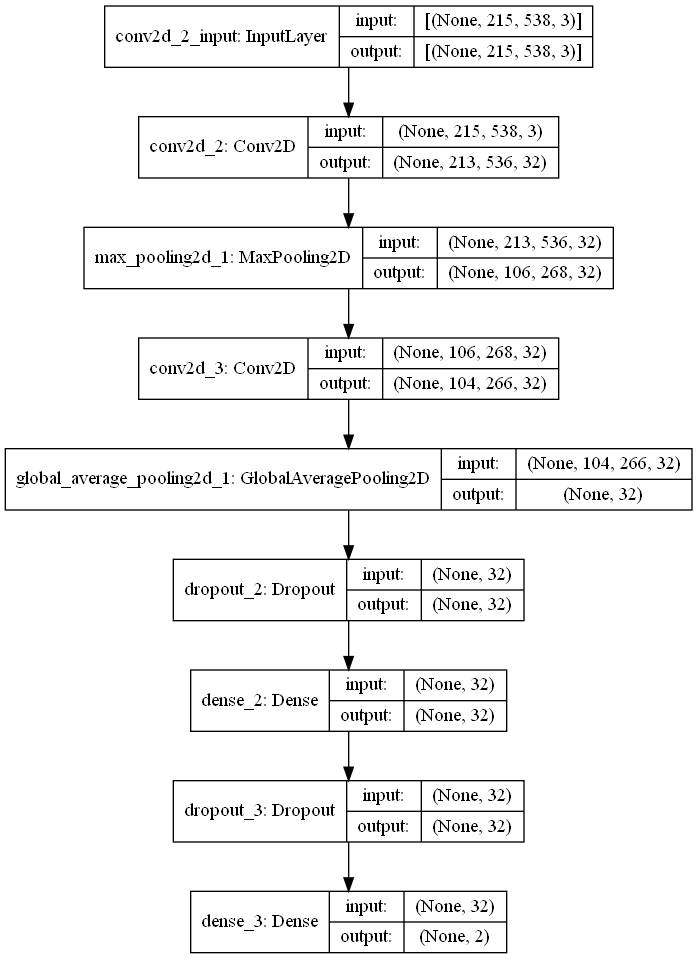 conv2d_2_input: InputLayer
input: [(None, 215, 538, 3)]
output: [(None, 215, 538, 3)]
conv2d_2: Conv2D
input: (None, 215, 538, 3)
output: (None, 213, 536, 32)
max_pooling2d_1: MaxPooling2D
input: (None, 213, 536, 32)
output: (None, 106, 268, 32)
conv2d_3: Conv2D
input: (None, 106, 268, 32)
output: (None, 104, 266, 32)
global_average_pooling2d_1: GlobalAveragePooling2D
input: (None, 104, 266, 32)
output: (None, 32)
dropout_2: Dropout
input: (None, 32)
output: (None, 32)
dense_2: Dense
input: (None, 32)
output: (None, 32)
dropout_3: Dropout
input: (None, 32)
output: (None, 32)
dense_3: Dense
input: (None, 32)
output: (None, 2)